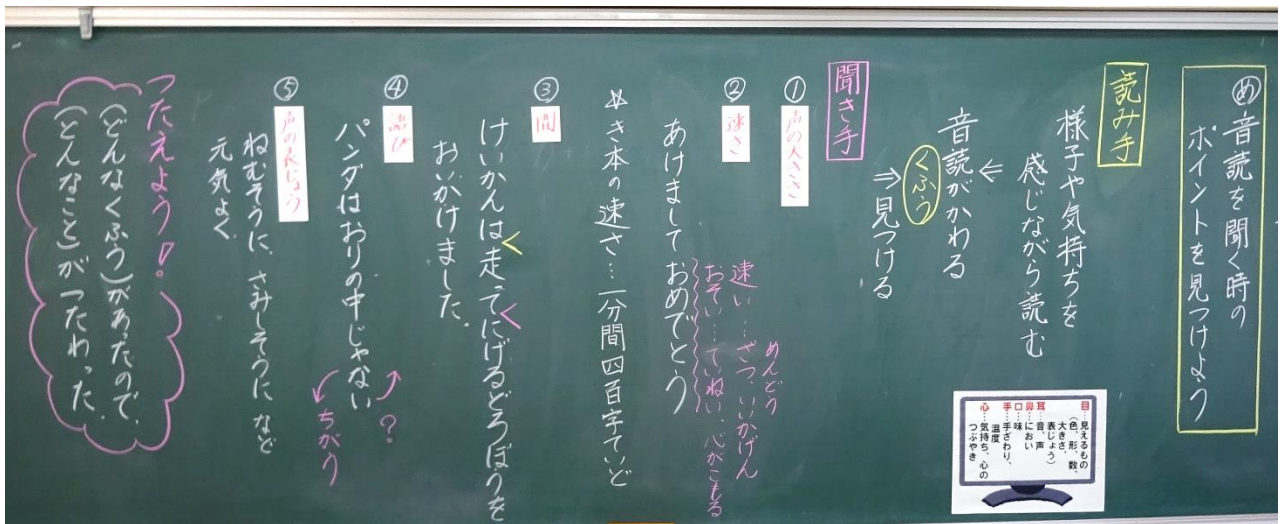 め 音読を聞く時の
ポイントを見つけよう
読み手
様子や気持ちを
感じながら読む
⇐
音読がかわる
くふう
⇒見つける
聞き手
① 声の大きさ
② 速さ
あけまして おめでとう
速い…ざつ、いいかげん
めんどう
おそい…ていねい、心がこもる
ぬき本の速さ…一分間四百字ていど
③ 間
けいかんは走ってにげるどろぼうを
おいかけました。
④
パンダはおりの中じゃない
?
ちがう
⑤ 声の表じょう
ねむそうに、さみしそうに など
元気よく
つたえよう!
(どんなくふう)があったので、
(どんなこと)が つたわった。
目…見えるもの
(色、形、数、
大きさ、
表じょう)
耳…音、声
鼻…におい
口…味
手…手ざわり、
温度
心…気持ち、心の
つぶやき